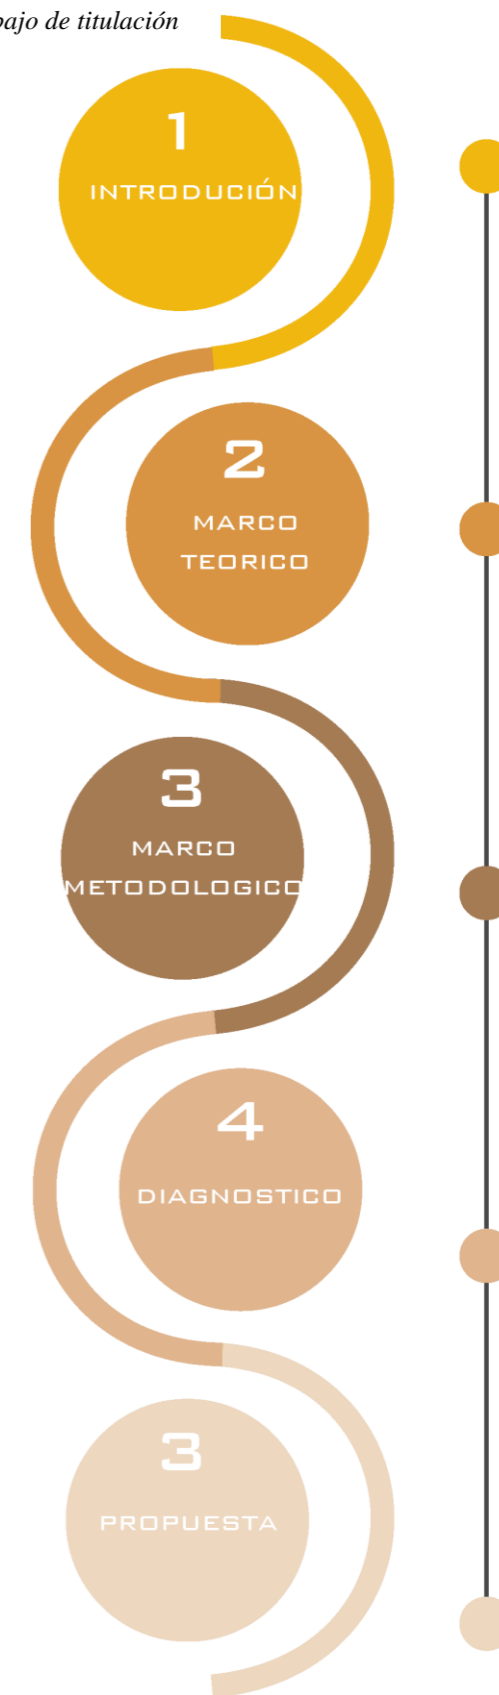 bajo de titulación
1
INTRODUCIÓN
2
MARCO
TEORICO
3
MARCO
METODOLOGICO
4
DIAGNOSTICO
3
PROPUESTA